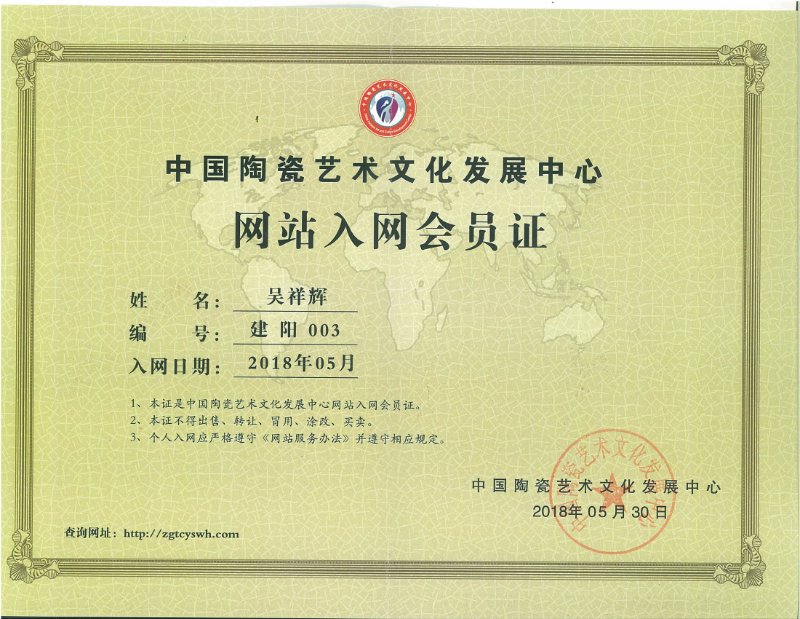 中国陶瓷艺术文化发展中心
网站入网会员证
姓 名： 吴祥辉
编 号： 建 阳 003
入网日期： 2018年05月
1、本证是中国陶瓷艺术文化发展中心网站入网会员证。
2、本证不得出售、转让、冒用、涂改、买卖。
3、个人入网应严格遵守《网站服务办法》并遵守相应规定。
中国陶瓷艺术文化发展中心
2018年05月30日
查询网址：http://zgtcyswh.com